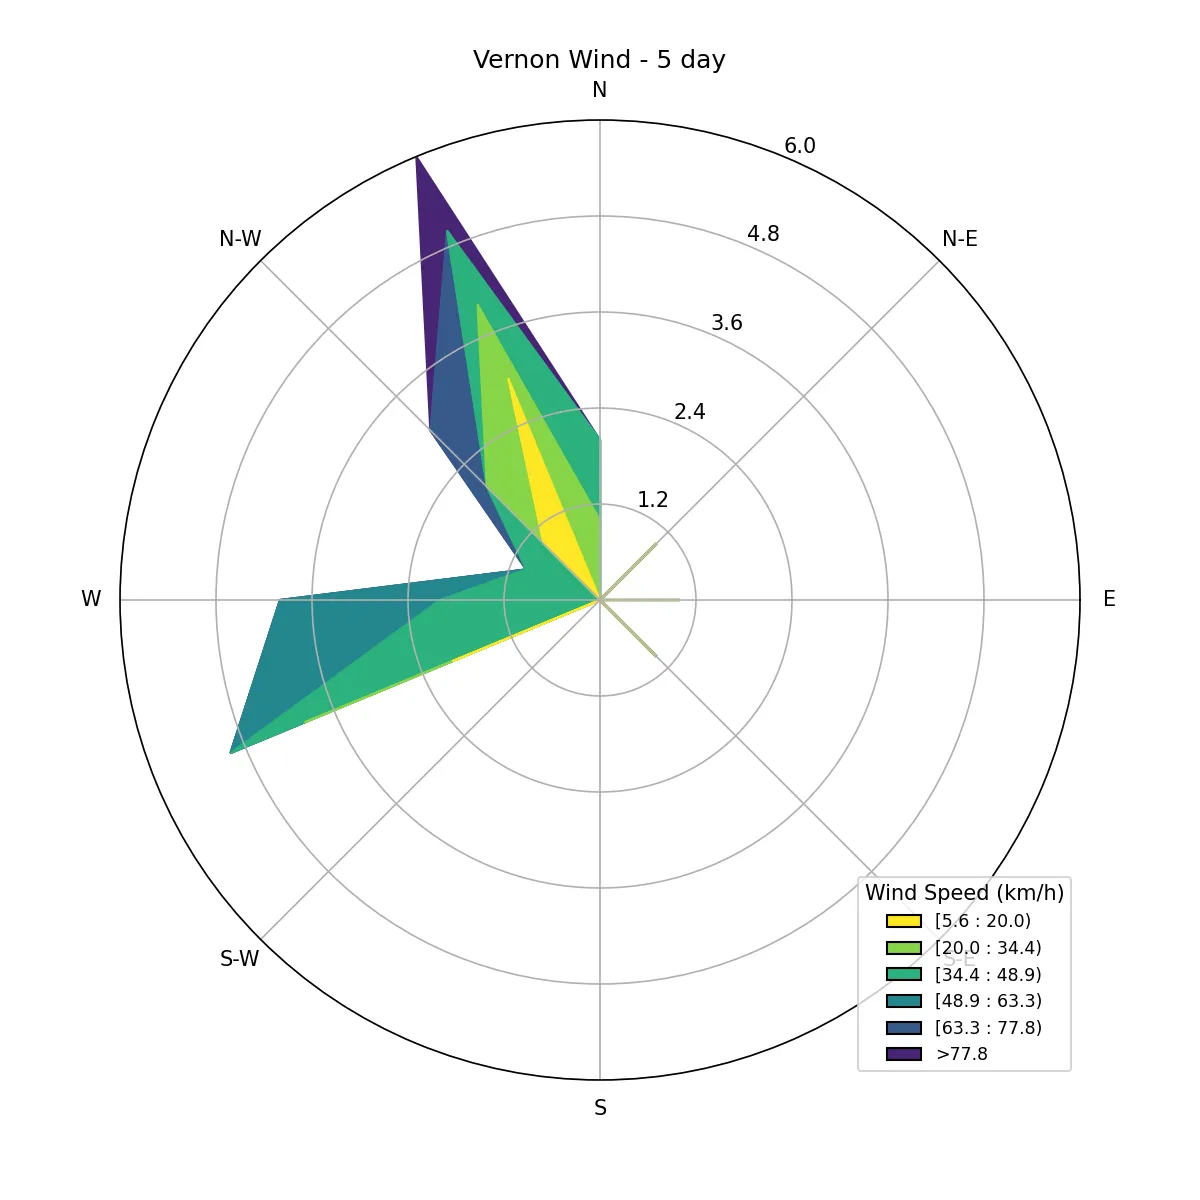 Vernon Wind - 5 day
N
6.0
N-W
4.8
N-E
3.6
2.4
1.2
W
E
S-W
S-E
S
Wind Speed (km/h)
[5.6 : 20.0)
[20.0 : 34.4)
[34.4 : 48.9)
[48.9 : 63.3)
[63.3 : 77.8)
>77.8